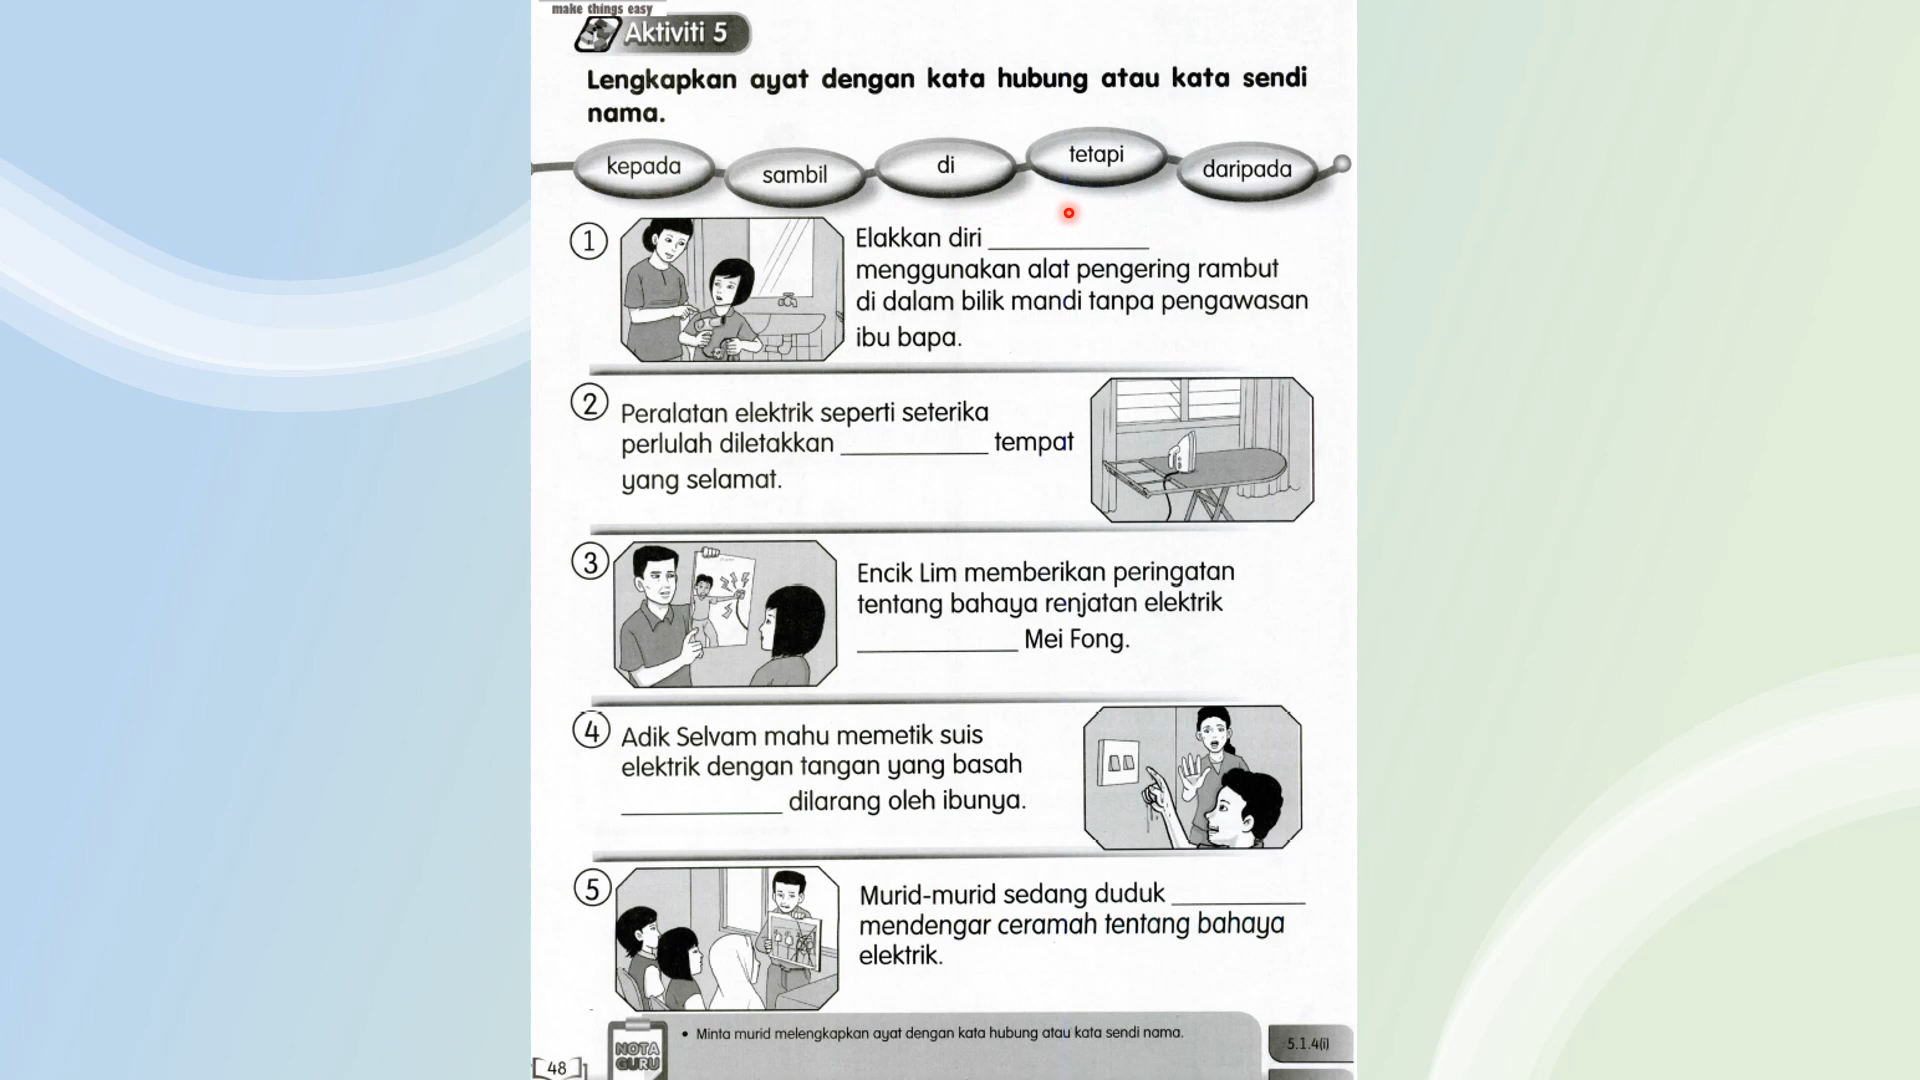 make things easy
Aktiviti 5
Lengkapkan ayat dengan kata hubung atau kata sendi
nama.
kepada
sambil
di
tetapi
daripada
1
Elakkan diri ____________
menggunakan alat pengering rambut
di dalam bilik mandi tanpa pengawasan
ibu bapa.
2
Peralatan elektrik seperti seterika
perlulah diletakkan ___________ tempat
yang selamat.
3
Encik Lim memberikan peringatan
tentang bahaya renjatan elektrik
____________ Mei Fong.
4
Adik Selvam mahu memetik suis
elektrik dengan tangan yang basah
____________ dilarang oleh ibunya.
5
Murid-murid sedang duduk __________
mendengar ceramah tentang bahaya
elektrik.
NOTA
GURU
• Minta murid melengkapkan ayat dengan kata hubung atau kata sendi nama.
5.1.4(i)
48